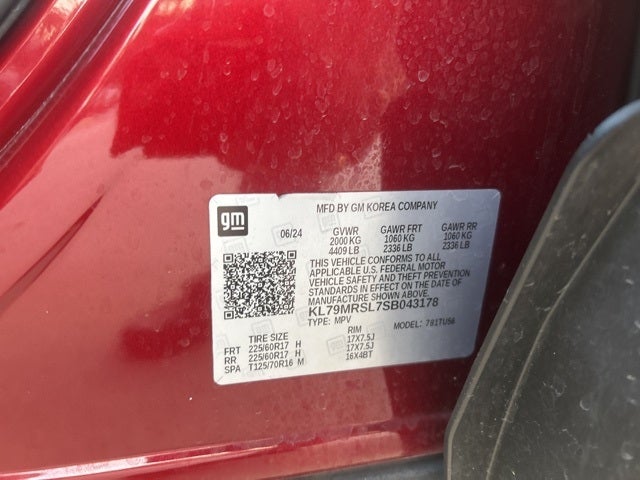 gm
MFD BY GM KOREA COMPANY
06/24 GVWR GAWR FRT GAWR RR
2000 KG 1060 KG 1060 KG
4409 LB 2336 LB 2336 LB
THIS VEHICLE CONFORMS TO ALL
APPLICABLE U.S. FEDERAL MOTOR
VEHICLE SAFETY AND THEFT PREVENTION
STANDARDS IN EFFECT ON THE DATE OF
MANUFACTURE SHOWN ABOVE.
KL79MRSL7SB043178
TYPE: MPV MODEL: 781TU56
TIRE SIZE RIM
FRT 225/60R17 H 17X7.5J
RR 225/60R17 H 17X7.5J
SPA T125/70R16 M 16X4BT